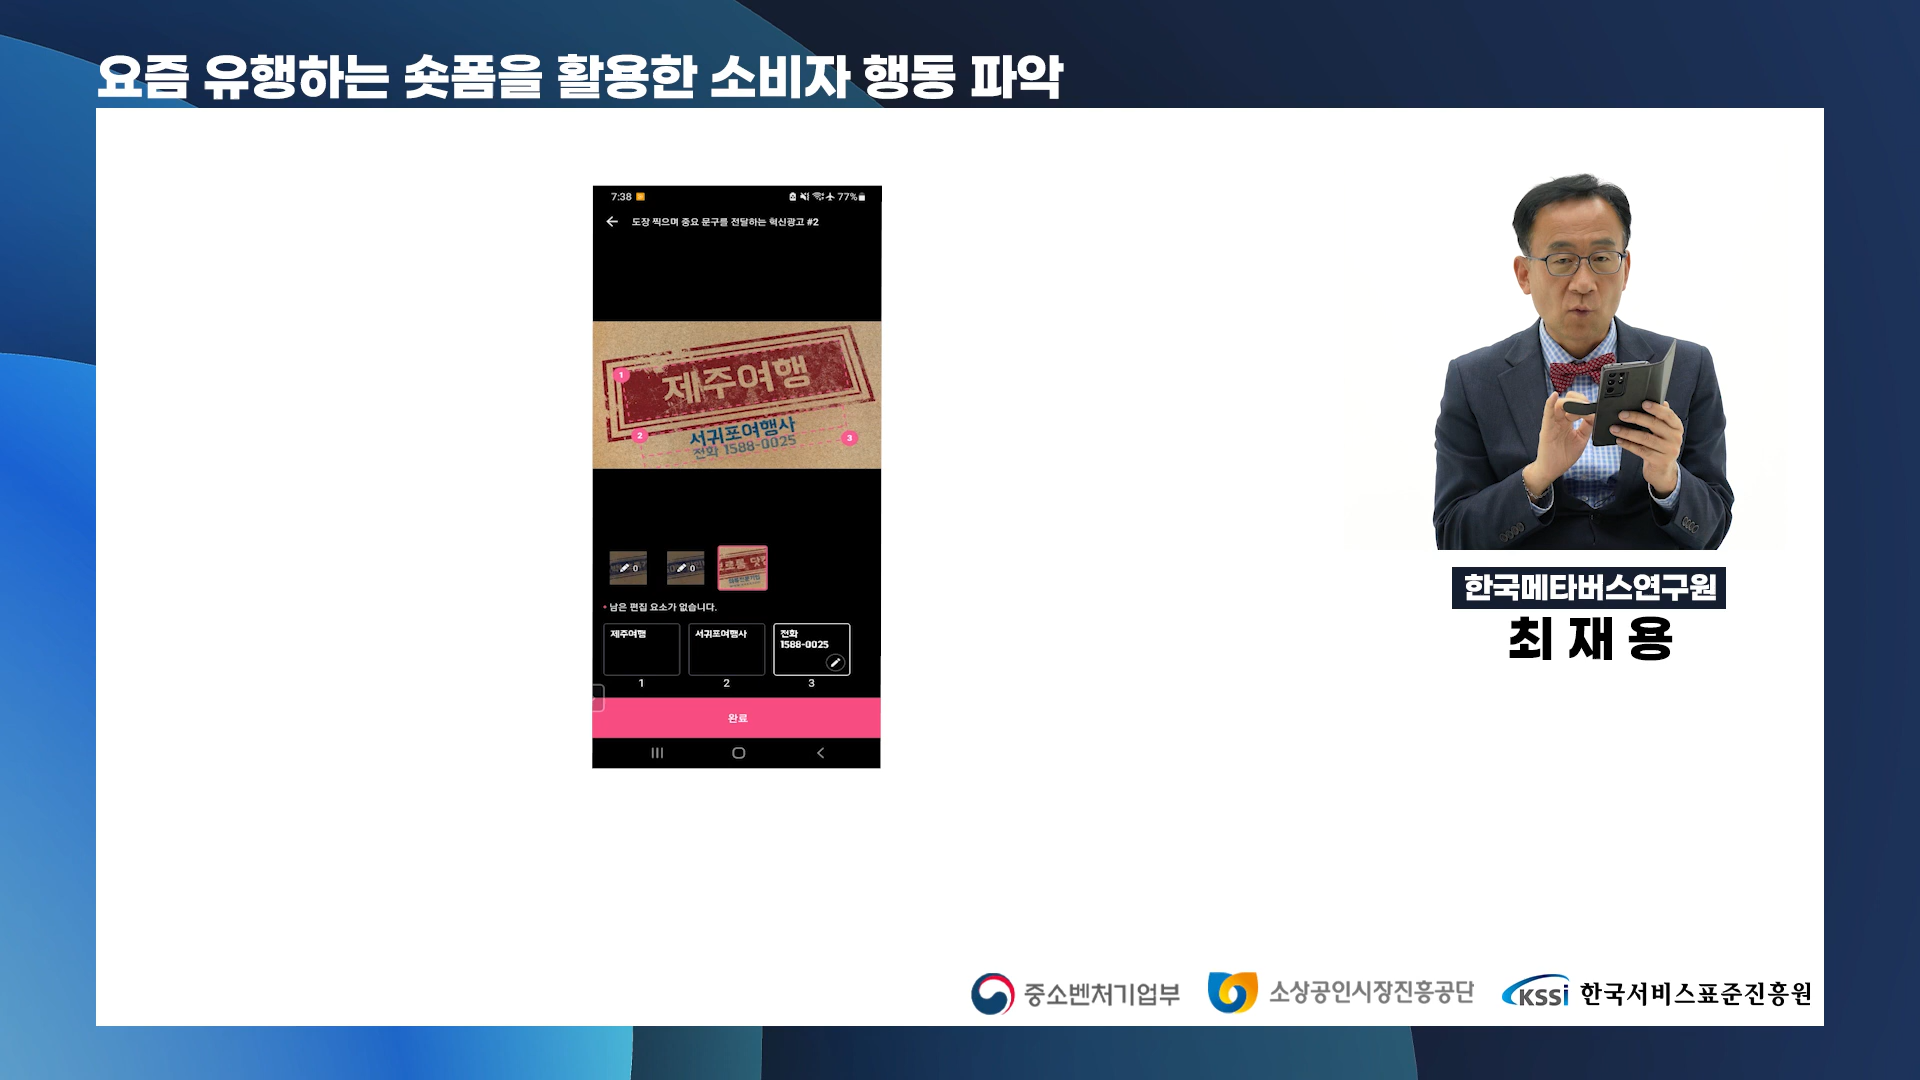 요즘 유행하는 숏폼을 활용한 소비자 행동 파악
7:38
77%
도장 찍으며 중요 문구를 전달하는 혁신광고 #2
1
제주여행
2
서귀포여행사
3
전화 1588-0025
0
0
• 남은 편집 요소가 없습니다.
제주여행
서귀포여행사
전화
1588-0025
1
2
3
완료
한국메타버스연구원
최재용
중소벤처기업부
소상공인시장진흥공단
KSSi 한국서비스표준진흥원